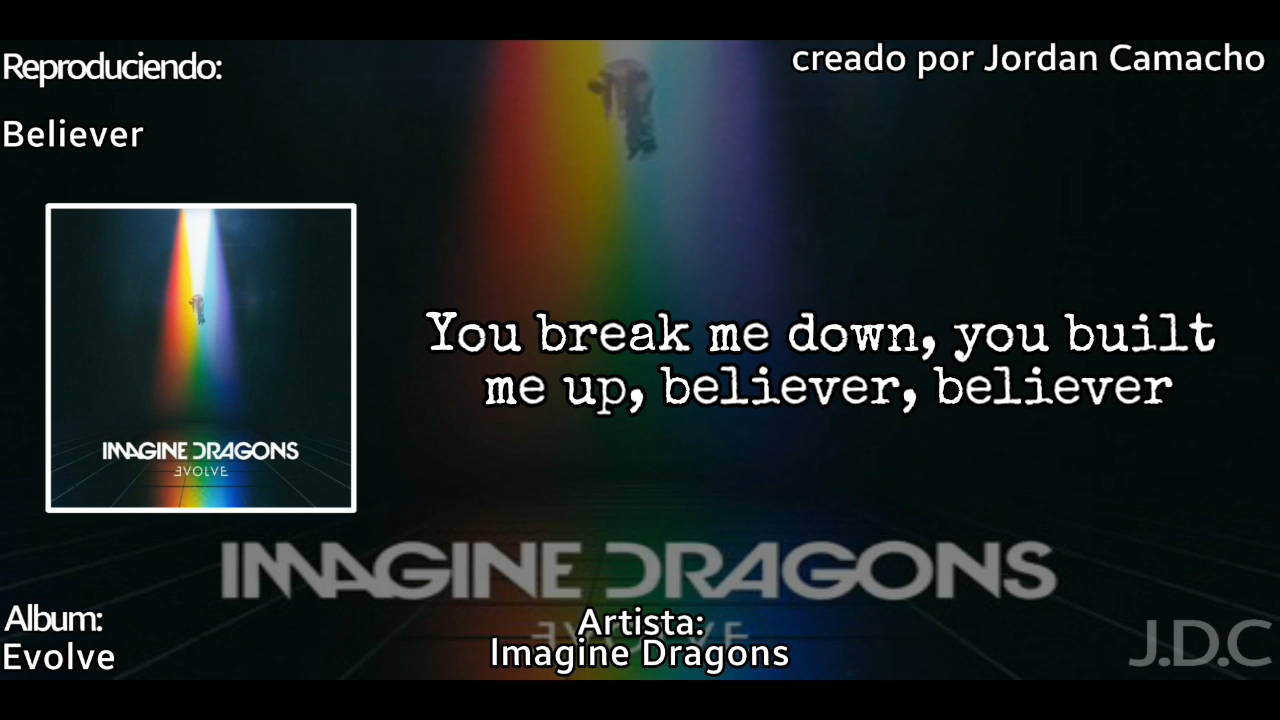 Reproduciendo:
creado por Jordan Camacho
Believer
You break me down, you built
me up, believer, believer
IMAGINE DRAGONS
EVOLVE
IMAGINE DRAGONS
EVOLVE
Album:
Evolve
Artista:
Imagine Dragons
J.D.C